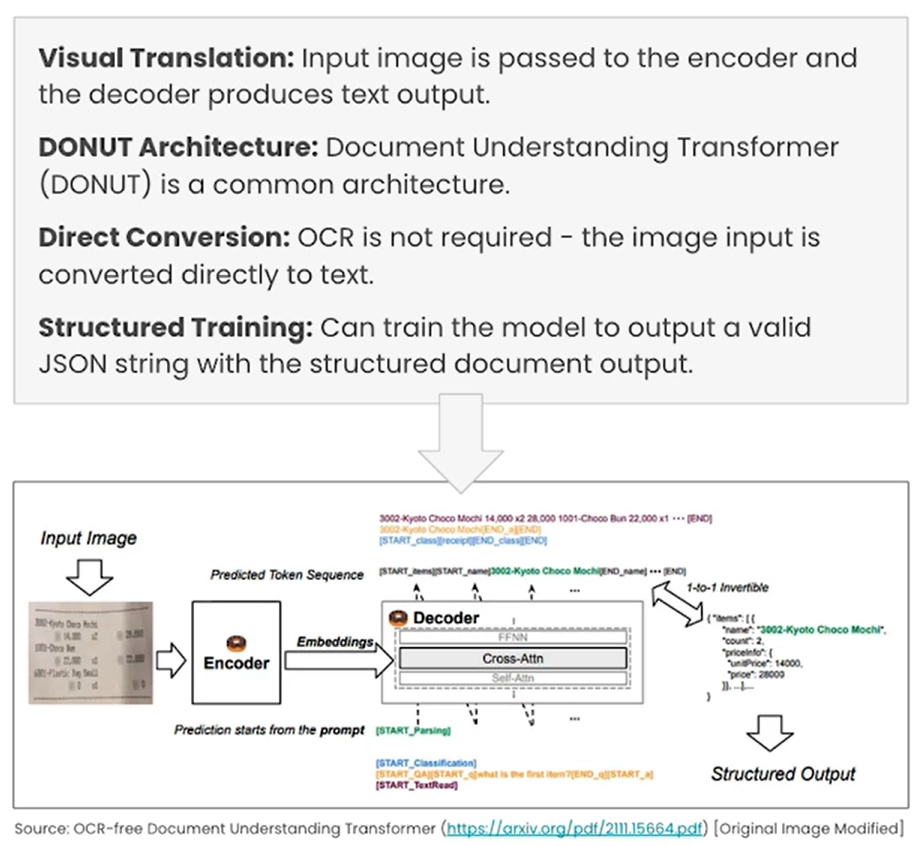 Visual Translation: Input image is passed to the encoder and
the decoder produces text output.
DONUT Architecture: Document Understanding Transformer
(DONUT) is a common architecture.
Direct Conversion: OCR is not required - the image input is
converted directly to text.
Structured Training: Can train the model to output a valid
JSON string with the structured document output.
3002-Kyoto Choco Mochi 14,000 x2 28,000 1001-Choco Bun 22,000 x1 ··· [END]
3002-Kyoto Choco Mochi[END_a][END]
[START_class][receipt][END_class][END]
Input Image
Predicted Token Sequence
[START_items][START_name]3002-Kyoto Choco Mochi[END_name] ··· [END]
1-to-1 Invertible
...
3002-Kyoto Choco Mochi
14,000 x2 28,000
1001-Choco Bun
22,000 x1 22,000
6001-Plastic Bag Small
0 x1 0
Encoder
Embeddings
Decoder
FFNN
Cross-Attn
Self-Attn
{ "items": [{
"name": "3002-Kyoto Choco Mochi",
"count": 2,
"priceInfo": {
"unitPrice": 14000,
"price": 28000
}], ...
}
Prediction starts from the prompt
[START_Parsing]
...
[START_Classification]
[START_QA][START_q]what is the first item?[END_q][START_a]
[START_TextRead]
Structured Output
Source: OCR-free Document Understanding Transformer (https://arxiv.org/pdf/2111.15664.pdf) [Original Image Modified]